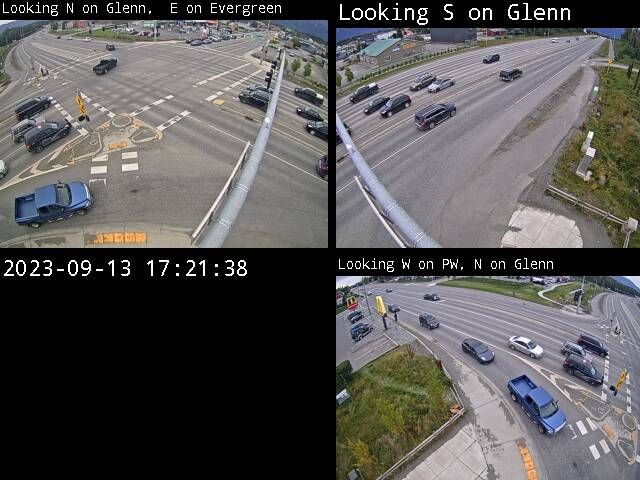 Looking N on Glenn,  E on Evergreen
Looking S on Glenn
2023-09-13 17:21:38
Looking W on PW, N on Glenn